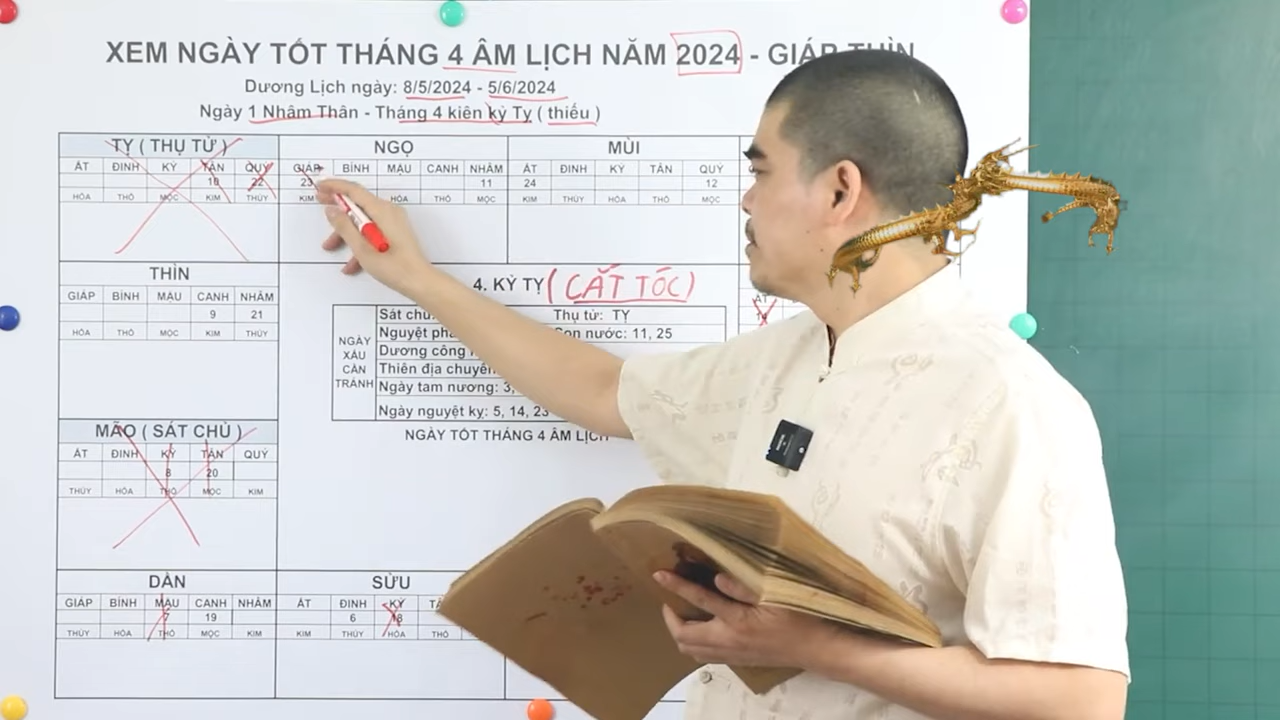 XEM NGÀY TỐT THÁNG 4 ÂM LỊCH NĂM 2024 - GIÁP THÌN
Dương Lịch ngày: 8/5/2024 - 5/6/2024
Ngày 1 Nhâm Thân - Tháng 4 kiên kỷ Tỵ ( thiếu )
TỴ ( THỤ TỬ )
ẤT ĐINH KỶ TÂN QUÝ
10 22
HỎA THỔ MỘC KIM THỦY
NGỌ
GIÁP BÍNH MẬU CANH NHÂM
23 11
KIM HỎA THỔ MỘC
MÙI
ẤT ĐINH KỶ TÂN QUÝ
24 12
KIM THỦY HỎA THỔ MỘC
THÌN
GIÁP BÍNH MẬU CANH NHÂM
9 21
HỎA THỔ MỘC KIM THỦY
4. KỶ TỴ ( CẮT TÓC )
NGÀY XẤU CẦN TRÁNH
Sát chủ: Thụ tử: TỴ
Nguyệt Con nước: 11, 25
Dương công
Thiên địa
Ngày tam nương: 3,
Ngày nguyệt kỵ: 5, 14, 23
NGÀY TỐT THÁNG 4 ÂM LỊCH
ẤT
MÃO ( SÁT CHỦ )
ẤT ĐINH KỶ TÂN QUÝ
8 20
THỦY HỎA THỔ MỘC KIM
DẦN
GIÁP BÍNH MẬU CANH NHÂM
7 19
THỦY HỎA THỔ MỘC KIM
SỬU
ẤT ĐINH KỶ
6 18
KIM THỦY HỎA THỔ